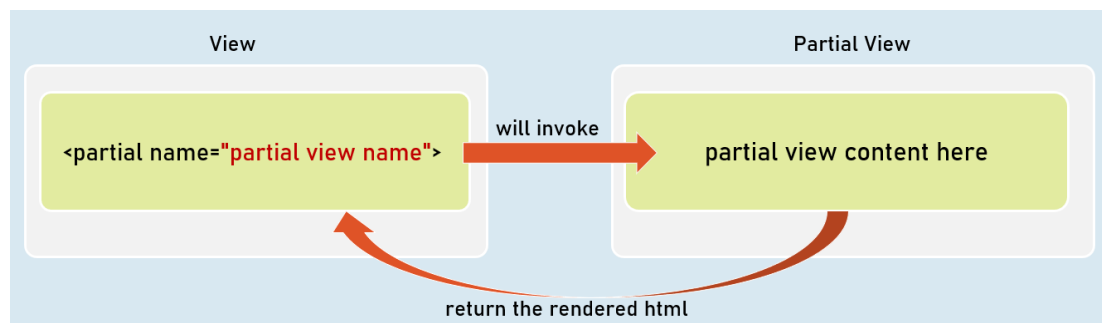 View
Partial View
<partial name="partial view name">
will invoke
partial view content here
return the rendered html